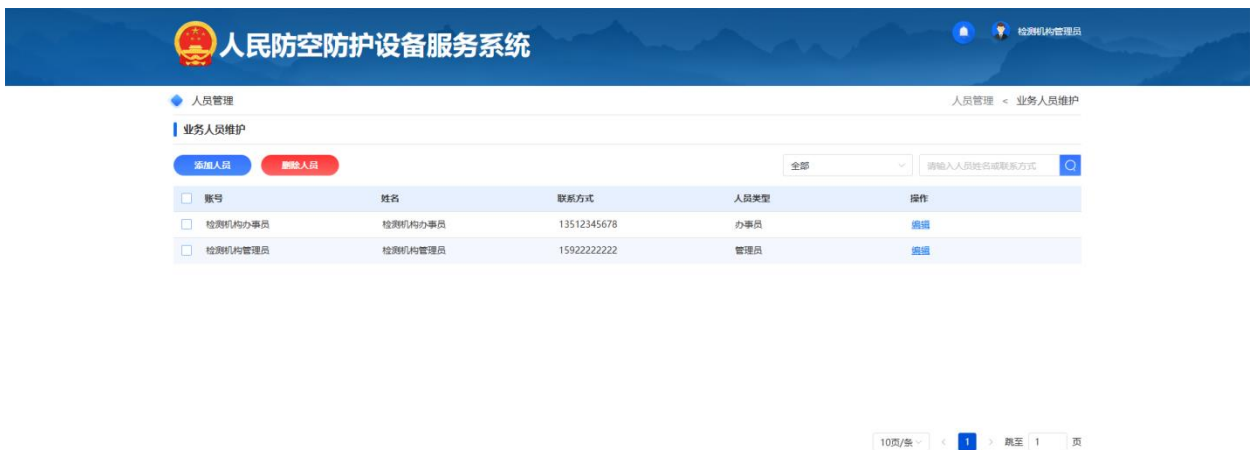 人民防空防护设备服务系统
检测机构管理员
人员管理
人员管理 < 业务人员维护
业务人员维护
添加人员 删除人员 全部 请输入人员姓名或联系方式
账号 姓名 联系方式 人员类型 操作
检测机构办事员 检测机构办事员 13512345678 办事员 编辑
检测机构管理员 检测机构管理员 15922222222 管理员 编辑
10页/条 < 1 > 跳至 1 页